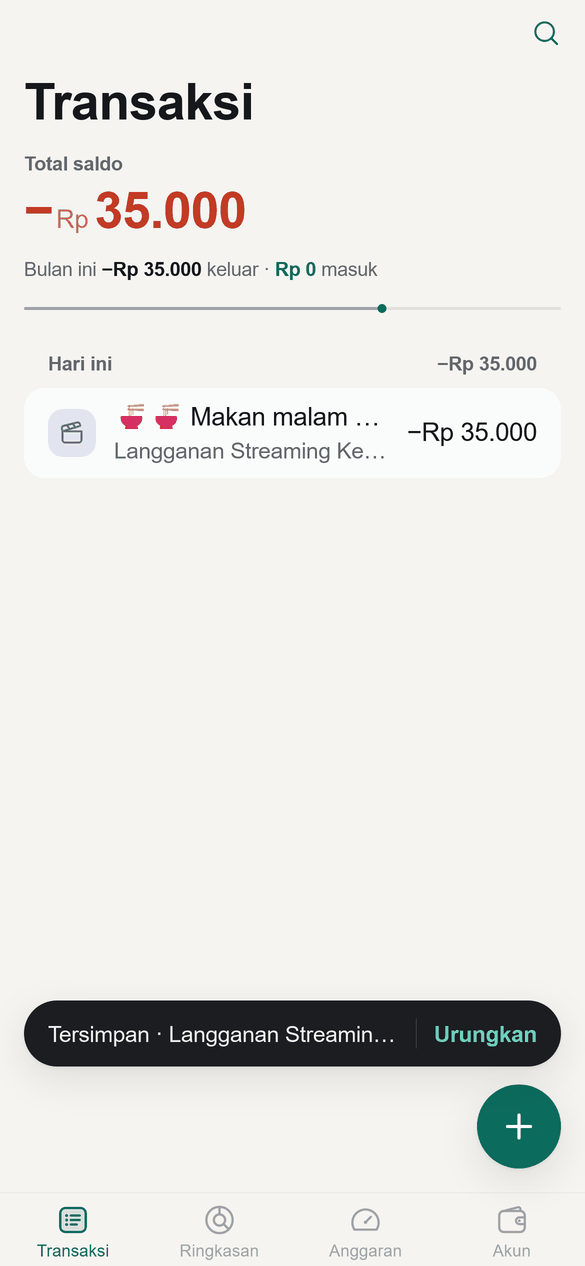 Transaksi
Total saldo
−Rp 35.000
Bulan ini −Rp 35.000 keluar · Rp 0 masuk
Hari ini −Rp 35.000
🍜 🍜 Makan malam … −Rp 35.000
Langganan Streaming Ke…
Tersimpan · Langganan Streamin… Urungkan
Transaksi Ringkasan Anggaran Akun